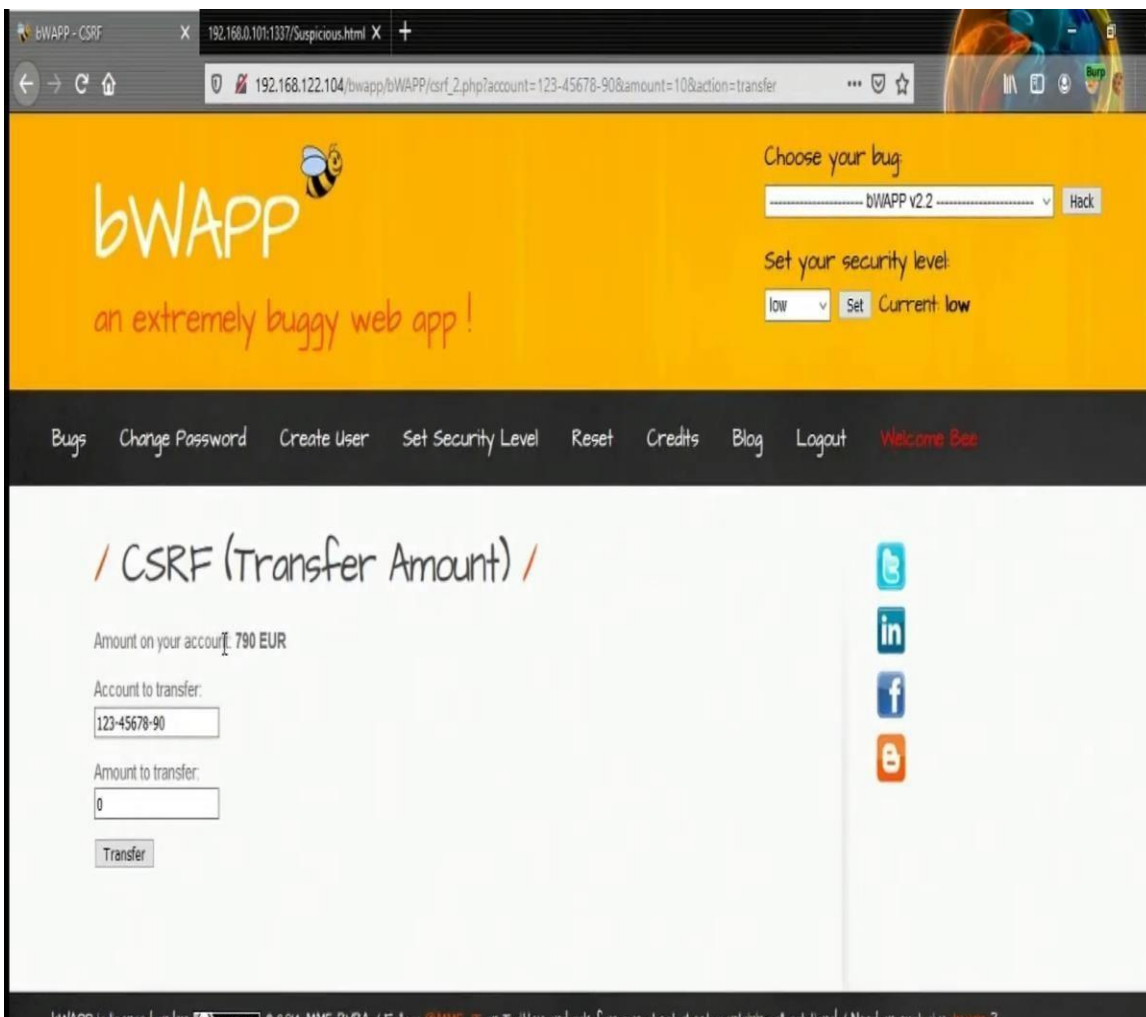 bWAPP - CSRF
192.168.0.101:1337/Suspicious.html
192.168.122.104/bwapp/bWAPP/csrf_2.php?account=123-45678-90&amount=10&action=transfer
Burp
bWAPP
an extremely buggy web app !
Choose your bug:
---------------------- bWAPP v2.2 ----------------------
Hack
Set your security level:
low
Set
Current: low
Bugs
Change Password
Create User
Set Security Level
Reset
Credits
Blog
Logout
Welcome Bee
/ CSRF (Transfer Amount) /
Amount on your account: 790 EUR
Account to transfer:
123-45678-90
Amount to transfer:
0
Transfer
in